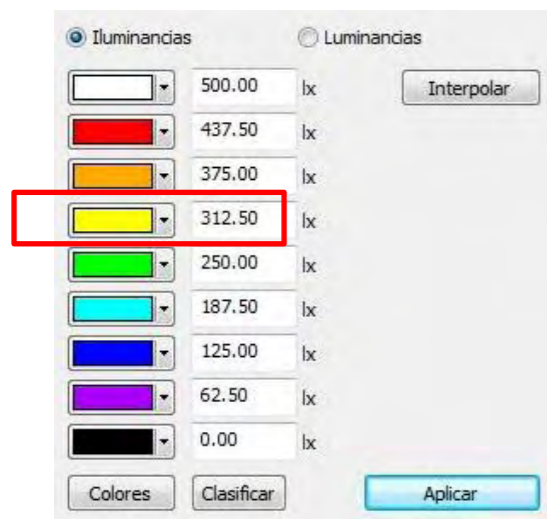 Iluminancias Luminancias
500.00 lx Interpolar
437.50 lx
375.00 lx
312.50 lx
250.00 lx
187.50 lx
125.00 lx
62.50 lx
0.00 lx
Colores Clasificar Aplicar